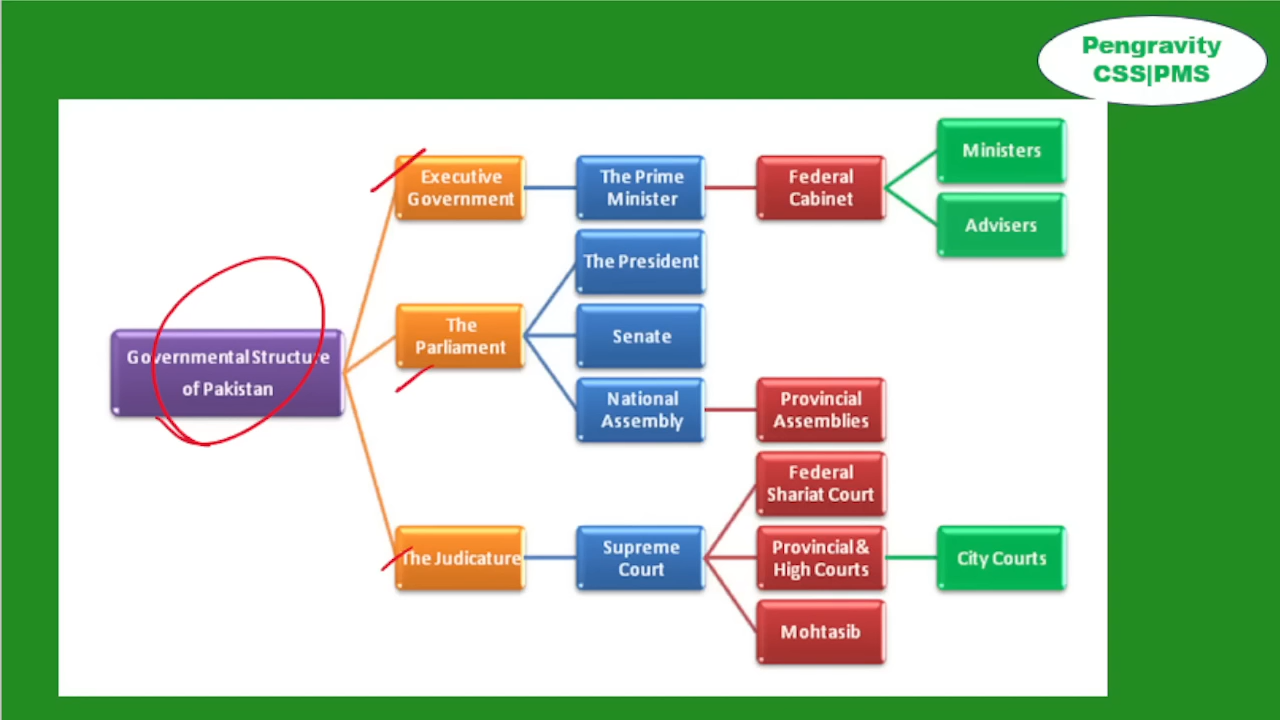 Pengravity
CSS|PMS
Ministers
Executive
Government
The Prime
Minister
Federal
Cabinet
Advisers
The President
Governmental Structure
of Pakistan
The
Parliament
Senate
National
Assembly
Provincial
Assemblies
Federal
Shariat Court
The Judicature
Supreme
Court
Provincial &
High Courts
City Courts
Mohtasib